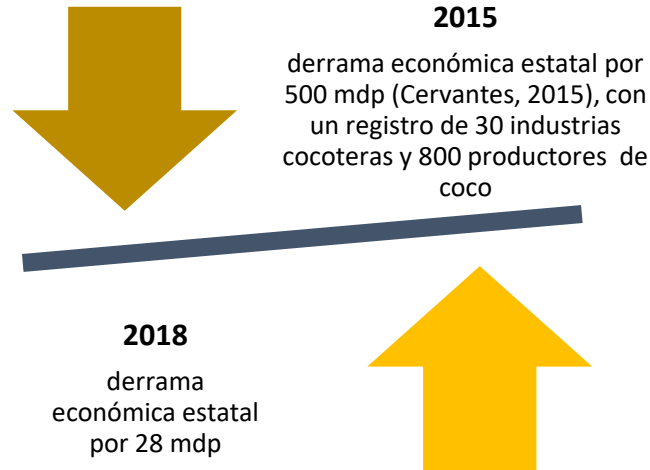 2015
derrama económica estatal por
500 mdp (Cervantes, 2015), con
un registro de 30 industrias
cocoteras y 800 productores de
coco
2018
derrama
económica estatal
por 28 mdp